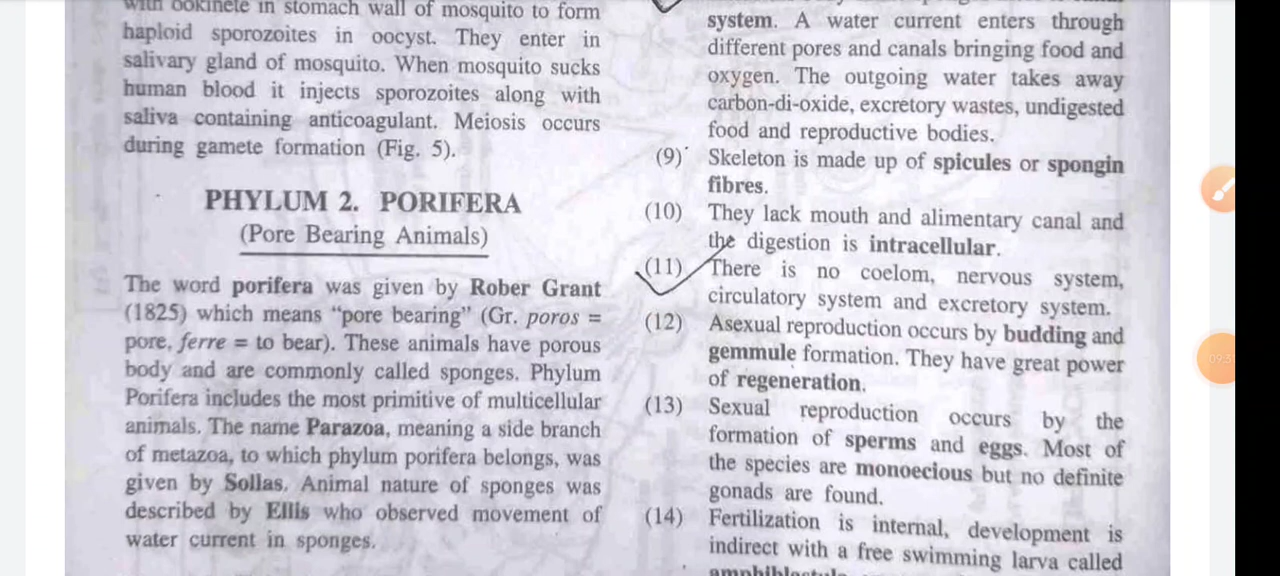 with ookinete in stomach wall of mosquito to form
haploid sporozoites in oocyst. They enter in
salivary gland of mosquito. When mosquito sucks
human blood it injects sporozoites along with
saliva containing anticoagulant. Meiosis occurs
during gamete formation (Fig. 5).
PHYLUM 2. PORIFERA
(Pore Bearing Animals)
The word porifera was given by Rober Grant
(1825) which means “pore bearing” (Gr. poros =
pore, ferre = to bear). These animals have porous
body and are commonly called sponges. Phylum
Porifera includes the most primitive of multicellular
animals. The name Parazoa, meaning a side branch
of metazoa, to which phylum porifera belongs, was
given by Sollas. Animal nature of sponges was
described by Ellis who observed movement of
water current in sponges.
system. A water current enters through
different pores and canals bringing food and
oxygen. The outgoing water takes away
carbon-di-oxide, excretory wastes, undigested
food and reproductive bodies.
(9) Skeleton is made up of spicules or spongin
fibres.
(10) They lack mouth and alimentary canal and
the digestion is intracellular.
(11) There is no coelom, nervous system,
circulatory system and excretory system.
(12) Asexual reproduction occurs by budding and
gemmule formation. They have great power
of regeneration.
(13) Sexual reproduction occurs by the
formation of sperms and eggs. Most of
the species are monoecious but no definite
gonads are found.
(14) Fertilization is internal, development is
indirect with a free swimming larva called
amphiblastula